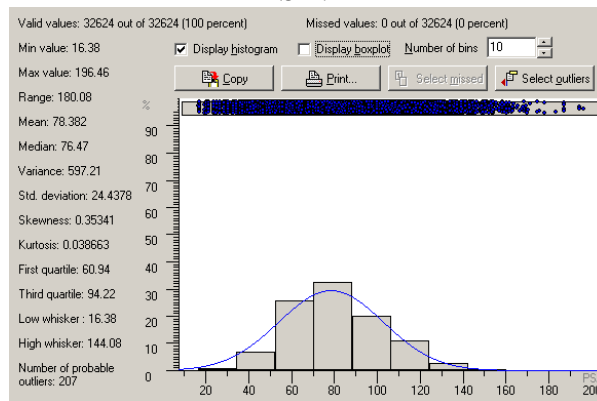 Valid values: 32624 out of 32624 (100 percent) Missed values: 0 out of 32624 (0 percent)
Min value: 16.38
Display histogram Display boxplot Number of bins 10
Max value: 196.46
Copy Print... Select missed Select outliers
Range: 180.08
Mean: 78.382
Median: 76.47
Variance: 597.21
Std. deviation: 24.4378
Skewness: 0.35341
Kurtosis: 0.038663
First quartile: 60.94
Third quartile: 94.22
Low whisker : 16.38
High whisker: 144.08
Number of probable
outliers: 207
%
90
80
70
60
50
40
30
20
10
0
20 40 60 80 100 120 140 160 180 200
PS